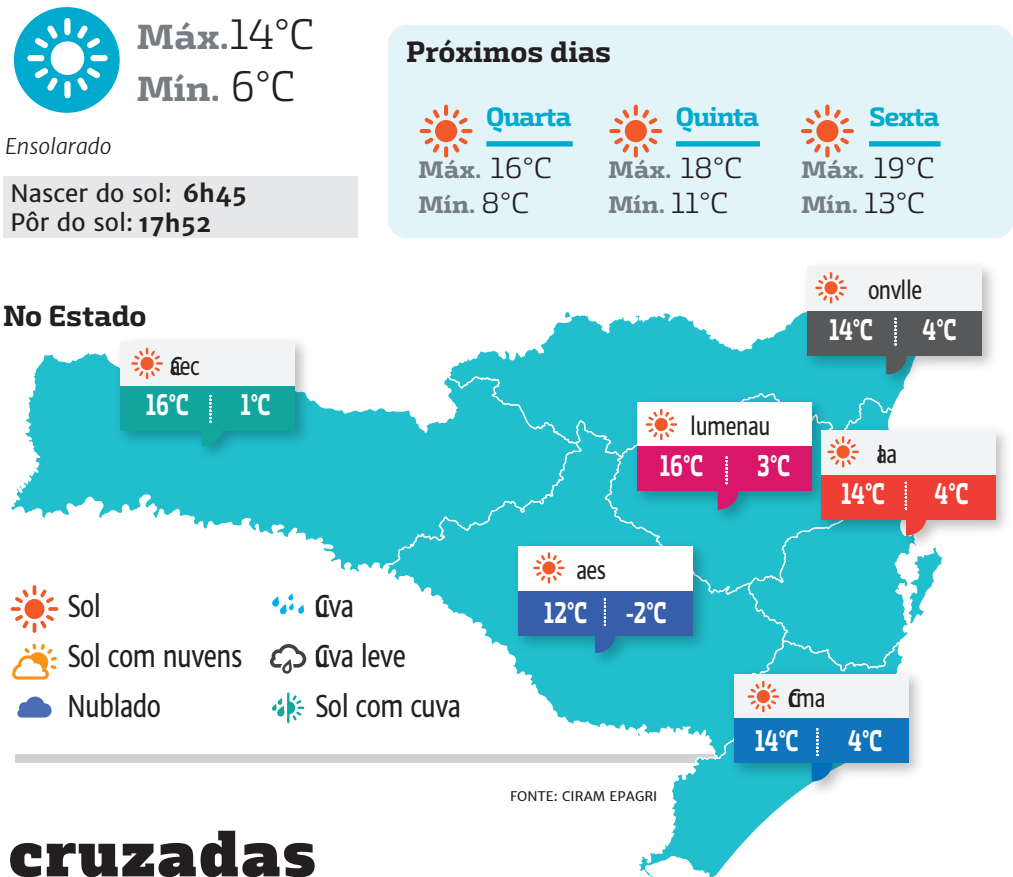 Máx.14°C
Mín. 6°C
Ensolarado
Nascer do sol: 6h45
Pôr do sol: 17h52
Próximos dias
Quarta
Máx. 16°C
Mín. 8°C
Quinta
Máx. 18°C
Mín. 11°C
Sexta
Máx. 19°C
Mín. 13°C
No Estado
onvlle
14°C 4°C
16°C 1°C
lumenau
16°C 3°C
14°C 4°C
aes
12°C -2°C
14°C 4°C
Sol
Sol com nuvens
Nublado
leve
Sol com cuva
FONTE: CIRAM EPAGRI
cruzadas